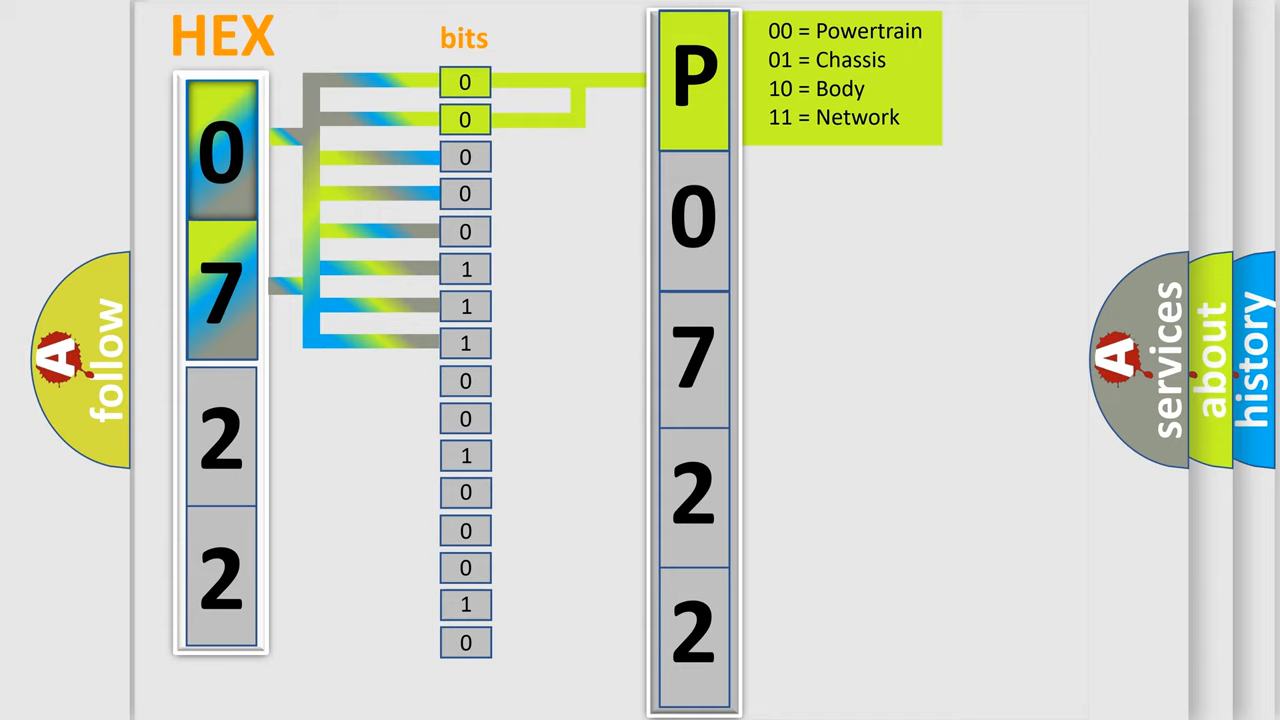 HEX
bits
0
7
2
2
0
0
0
0
0
1
1
1
0
0
1
0
0
0
1
0
P
0
7
2
2
00 = Powertrain
01 = Chassis
10 = Body
11 = Network
A
follow
A
services
about
history